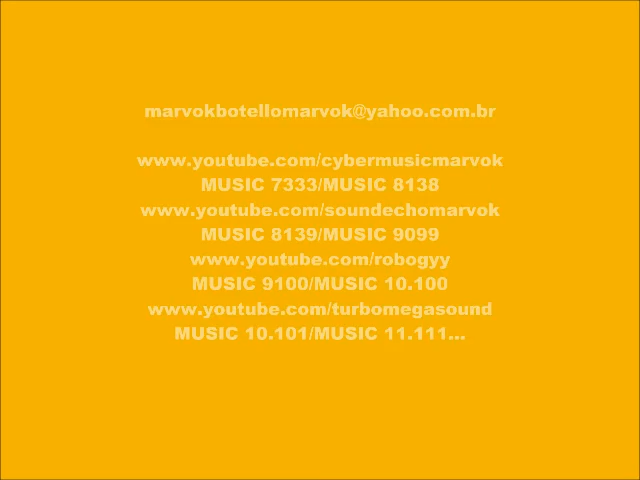 marvokbotellomarvok@yahoo.com.br
www.youtube.com/cybermusicmarvok
MUSIC 7333/MUSIC 8138
www.youtube.com/soundechomarvok
MUSIC 8139/MUSIC 9099
www.youtube.com/robogyy
MUSIC 9100/MUSIC 10.100
www.youtube.com/turbomegasound
MUSIC 10.101/MUSIC 11.111...